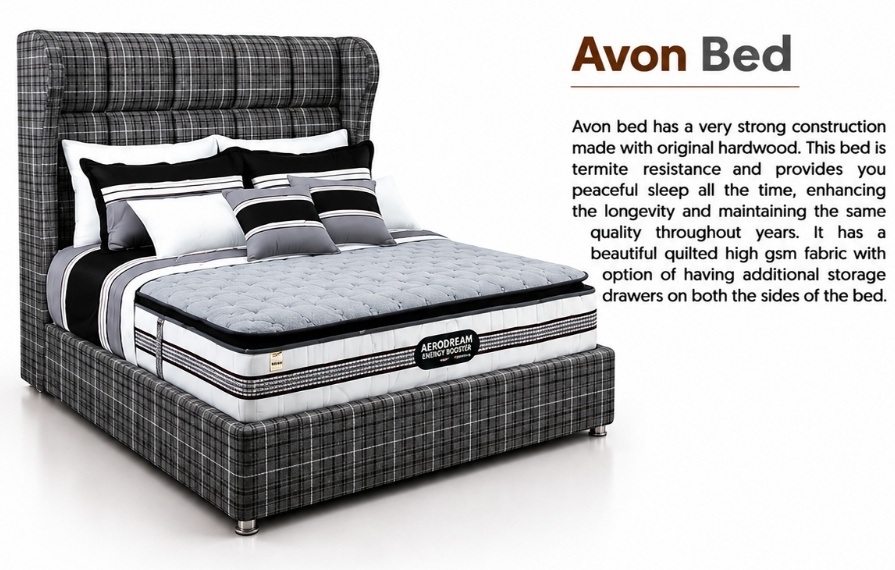 Avon Bed
Avon bed has a very strong construction
made with original hardwood. This bed is
termite resistance and provides you
peaceful sleep all the time, enhancing
the longevity and maintaining the same
quality throughout years. It has a
beautiful quilted high gsm fabric with
option of having additional storage
drawers on both the sides of the bed.
AERODREAM
ENERGY BOOSTER